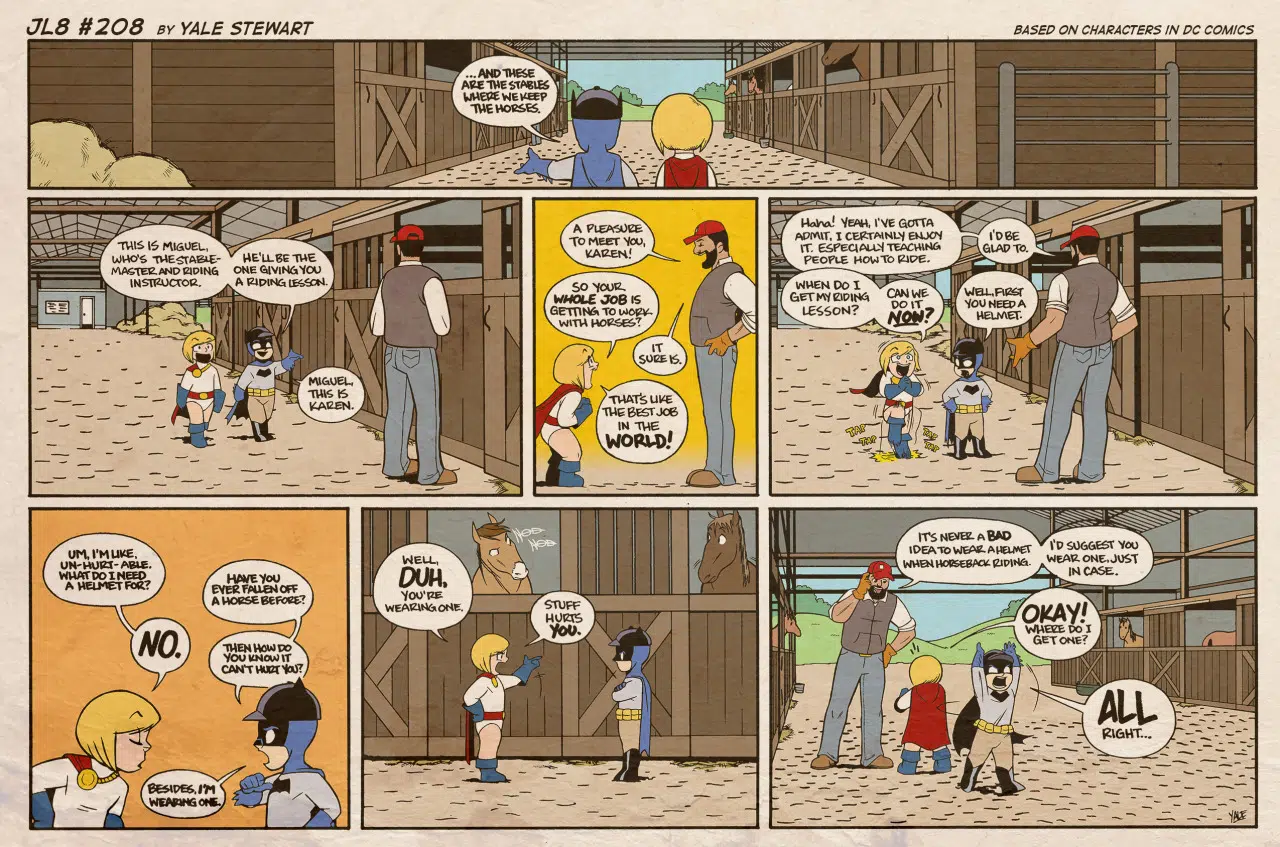 JL8 #208 BY YALE STEWART
BASED ON CHARACTERS IN DC COMICS
...AND THESE
ARE THE STABLES
WHERE WE KEEP
THE HORSES.
THIS IS MIGUEL,
WHO'S THE STABLE-
MASTER AND RIDING
INSTRUCTOR.
HE'LL BE THE
ONE GIVING YOU
A RIDING LESSON.
MIGUEL,
THIS IS
KAREN.
A PLEASURE
TO MEET YOU,
KAREN!
SO YOUR
WHOLE JOB IS
GETTING TO WORK
WITH HORSES?
IT
SURE IS.
THAT'S LIKE
THE BEST JOB
IN THE
WORLD!
Haha! YEAH, I'VE GOTTA
ADMIT, I CERTAINLY ENJOY
IT. ESPECIALLY TEACHING
PEOPLE HOW TO RIDE.
I'D BE
GLAD TO.
WHEN DO I
GET MY RIDING
LESSON?
CAN WE
DO IT
NOW?
WELL, FIRST
YOU NEED A
HELMET.
TAP
TAP
TAP
TAP
UM, I'M LIKE,
UN-HURT-ABLE.
WHAT DO I NEED
A HELMET FOR?
HAVE YOU
EVER FALLEN OFF
A HORSE BEFORE?
NO.
THEN HOW DO
YOU KNOW IT
CAN'T HURT YOU?
BESIDES, I'M
WEARING ONE.
WELL,
DUH.
YOU'RE
WEARING ONE.
STUFF
HURTS
YOU.
IT'S NEVER A BAD
IDEA TO WEAR A HELMET
WHEN HORSEBACK RIDING.
I'D SUGGEST YOU
WEAR ONE, JUST
IN CASE.
OKAY!
WHERE DO I
GET ONE?
ALL
RIGHT...
YALE